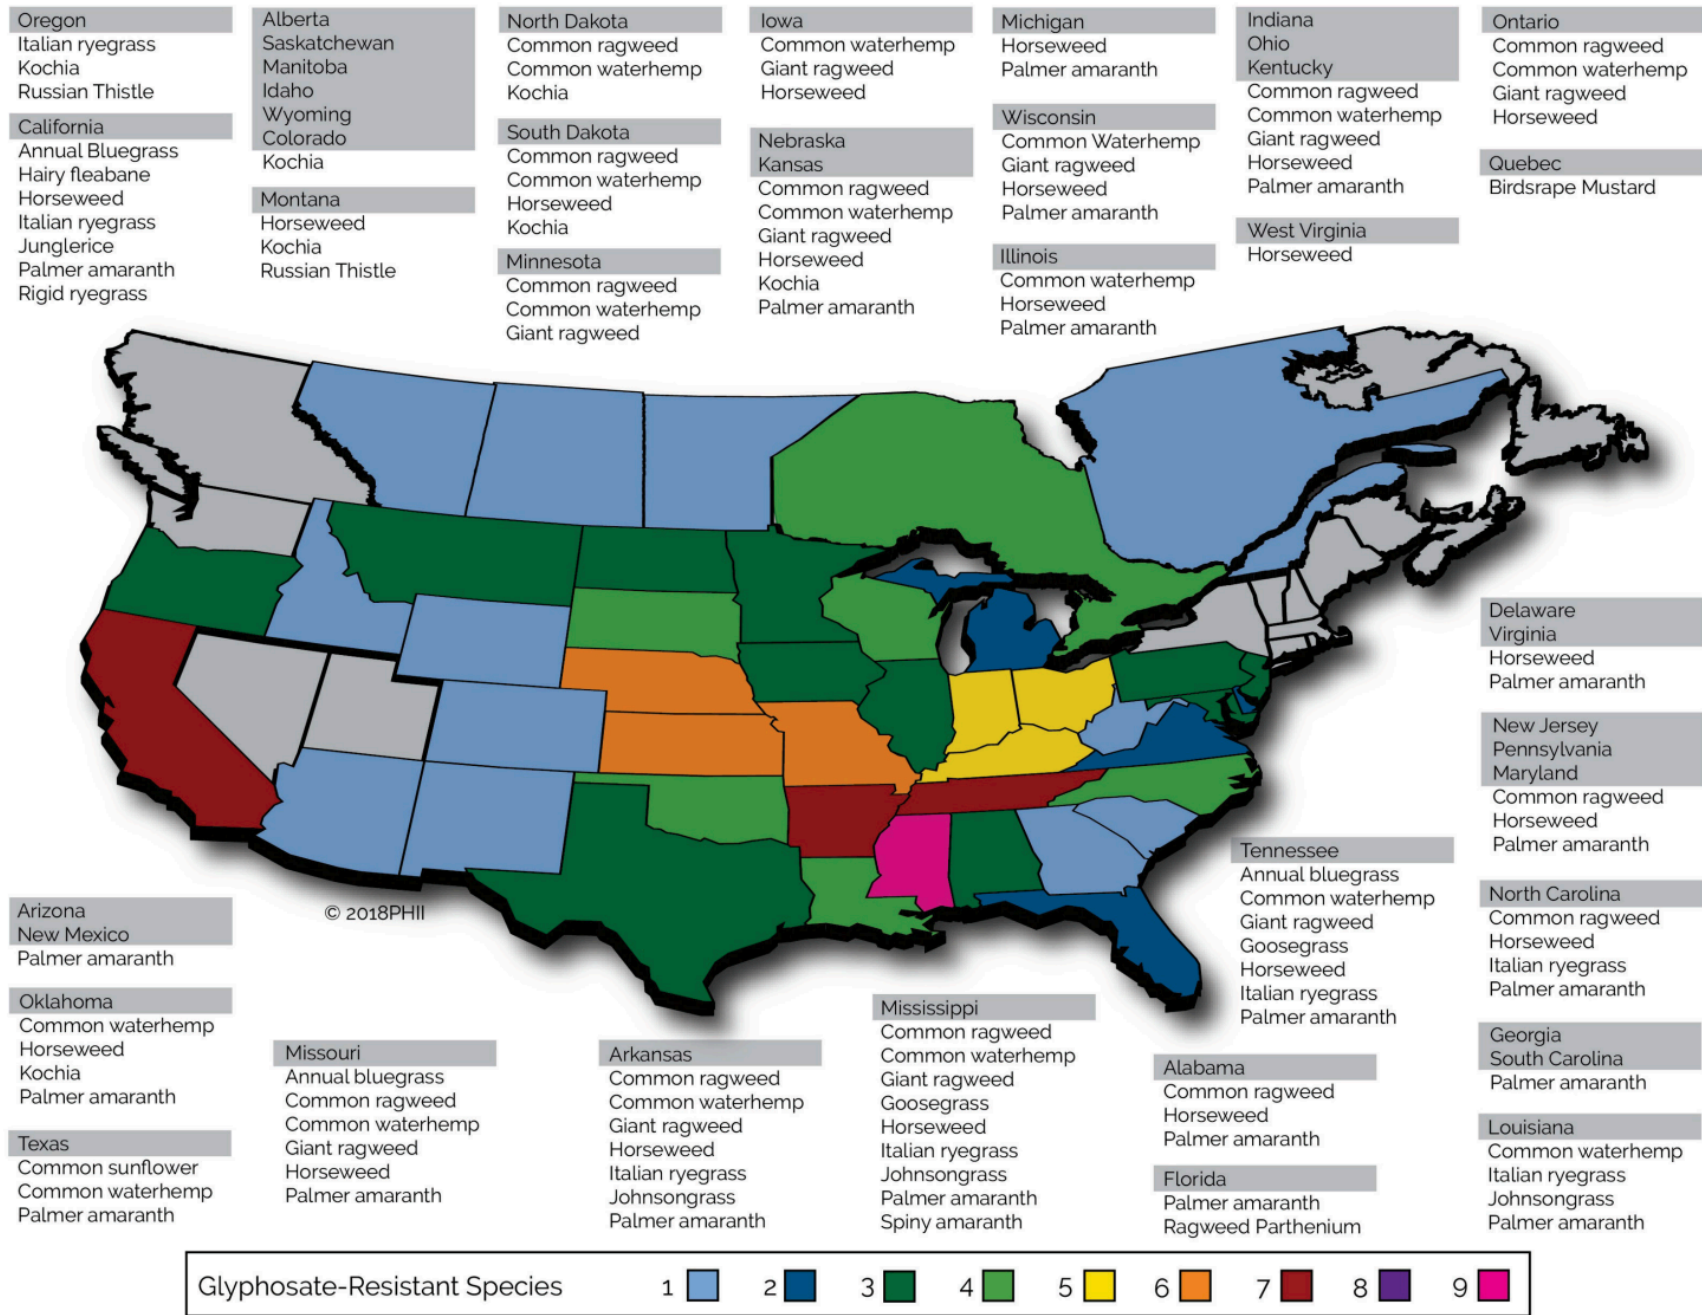 Oregon
Italian ryegrass
Kochia
Russian Thistle
California
Annual Bluegrass
Hairy fleabane
Horseweed
Italian ryegrass
Junglerice
Palmer amaranth
Rigid ryegrass
Alberta
Saskatchewan
Manitoba
Idaho
Wyoming
Colorado
Kochia
Montana
Horseweed
Kochia
Russian Thistle
North Dakota
Common ragweed
Common waterhemp
Kochia
South Dakota
Common ragweed
Common waterhemp
Horseweed
Kochia
Minnesota
Common ragweed
Common waterhemp
Giant ragweed
Iowa
Common waterhemp
Giant ragweed
Horseweed
Nebraska
Kansas
Common ragweed
Common waterhemp
Giant ragweed
Horseweed
Kochia
Palmer amaranth
Michigan
Horseweed
Palmer amaranth
Wisconsin
Common Waterhemp
Giant ragweed
Horseweed
Palmer amaranth
Illinois
Common waterhemp
Horseweed
Palmer amaranth
Indiana
Ohio
Kentucky
Common ragweed
Common waterhemp
Giant ragweed
Horseweed
Palmer amaranth
West Virginia
Horseweed
Ontario
Common ragweed
Common waterhemp
Giant ragweed
Horseweed
Quebec
Birdsrape Mustard
Delaware
Virginia
Horseweed
Palmer amaranth
New Jersey
Pennsylvania
Maryland
Common ragweed
Horseweed
Palmer amaranth
North Carolina
Common ragweed
Horseweed
Italian ryegrass
Palmer amaranth
Georgia
South Carolina
Palmer amaranth
Louisiana
Common waterhemp
Italian ryegrass
Johnsongrass
Palmer amaranth
Tennessee
Annual bluegrass
Common waterhemp
Giant ragweed
Goosegrass
Horseweed
Italian ryegrass
Palmer amaranth
Alabama
Common ragweed
Horseweed
Palmer amaranth
Florida
Palmer amaranth
Ragweed Parthenium
Mississippi
Common ragweed
Common waterhemp
Giant ragweed
Goosegrass
Horseweed
Italian ryegrass
Johnsongrass
Palmer amaranth
Spiny amaranth
Arkansas
Common ragweed
Common waterhemp
Giant ragweed
Horseweed
Italian ryegrass
Johnsongrass
Palmer amaranth
Missouri
Annual bluegrass
Common ragweed
Common waterhemp
Giant ragweed
Horseweed
Palmer amaranth
© 2018PHII
Arizona
New Mexico
Palmer amaranth
Oklahoma
Common waterhemp
Horseweed
Kochia
Palmer amaranth
Texas
Common sunflower
Common waterhemp
Palmer amaranth
Glyphosate-Resistant Species 1 2 3 4 5 6 7 8 9